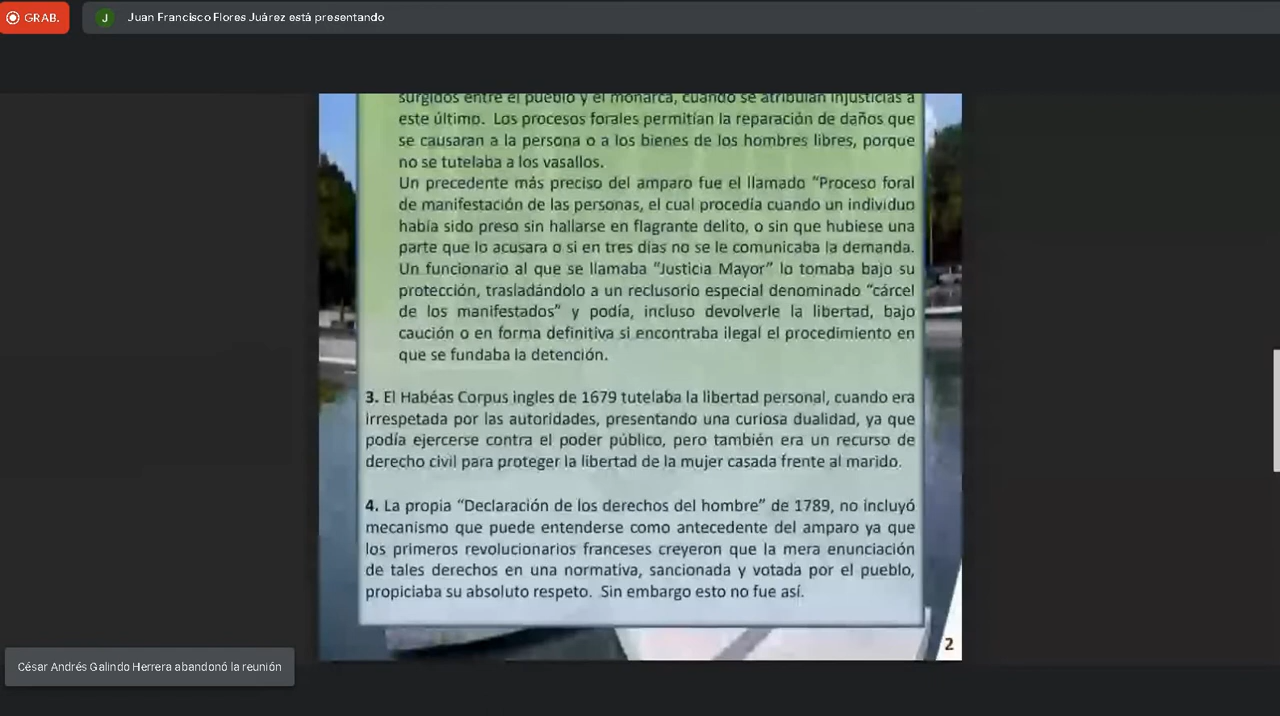 GRAB.
J
Juan Francisco Flores Juárez está presentando
surgidos entre el pueblo y el monarca, cuando se atribuían injusticias a
este último. Los procesos forales permitían la reparación de daños que
se causaran a la persona o a los bienes de los hombres libres, porque
no se tutelaba a los vasallos.
Un precedente más preciso del amparo fue el llamado “Proceso foral
de manifestación de las personas, el cual procedía cuando un individuo
había sido preso sin hallarse en flagrante delito, o sin que hubiese una
parte que lo acusara o si en tres días no se le comunicaba la demanda.
Un funcionario al que se llamaba “Justicia Mayor” lo tomaba bajo su
protección, trasladándolo a un reclusorio especial denominado “cárcel
de los manifestados” y podía, incluso devolverle la libertad, bajo
caución o en forma definitiva si encontraba ilegal el procedimiento en
que se fundaba la detención.
3. El Habéas Corpus ingles de 1679 tutelaba la libertad personal, cuando era
irrespetada por las autoridades, presentando una curiosa dualidad, ya que
podía ejercerse contra el poder público, pero también era un recurso de
derecho civil para proteger la libertad de la mujer casada frente al marido.
4. La propia “Declaración de los derechos del hombre” de 1789, no incluyó
mecanismo que puede entenderse como antecedente del amparo ya que
los primeros revolucionarios franceses creyeron que la mera enunciación
de tales derechos en una normativa, sancionada y votada por el pueblo,
propiciaba su absoluto respeto. Sin embargo esto no fue así.
2
César Andrés Galindo Herrera abandonó la reunión